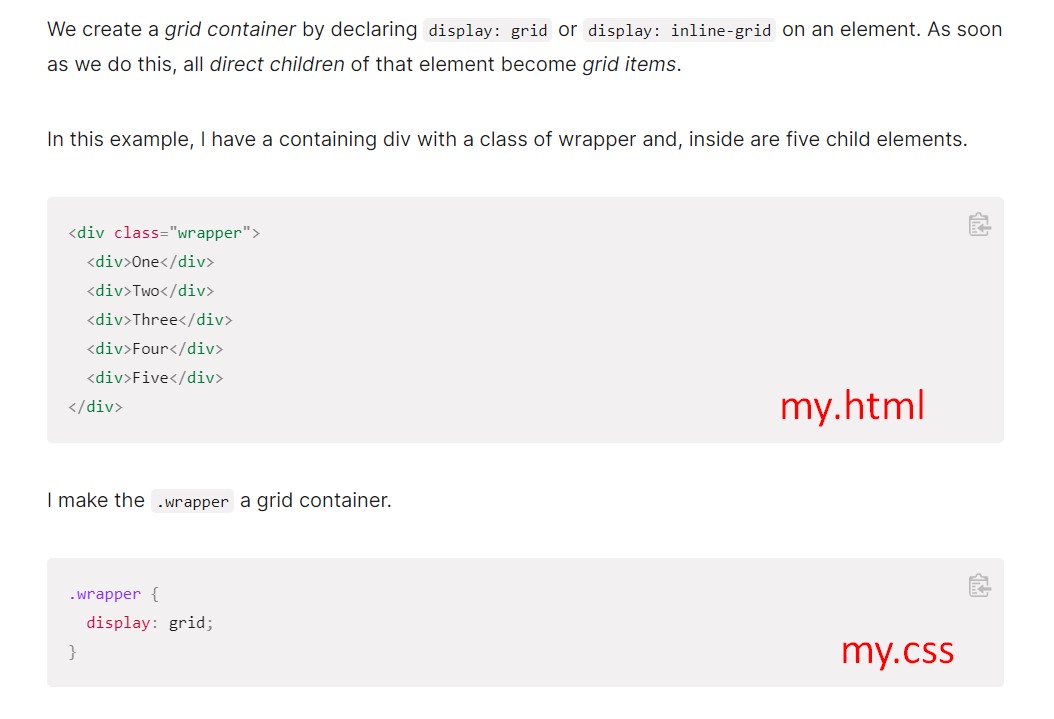 We create a grid container by declaring display: grid or display: inline-grid on an element. As soon
as we do this, all direct children of that element become grid items.
In this example, I have a containing div with a class of wrapper and, inside are five child elements.
<div class="wrapper">
  <div>One</div>
  <div>Two</div>
  <div>Three</div>
  <div>Four</div>
  <div>Five</div>
</div>
my.html
I make the .wrapper a grid container.
.wrapper {
  display: grid;
}
my.css